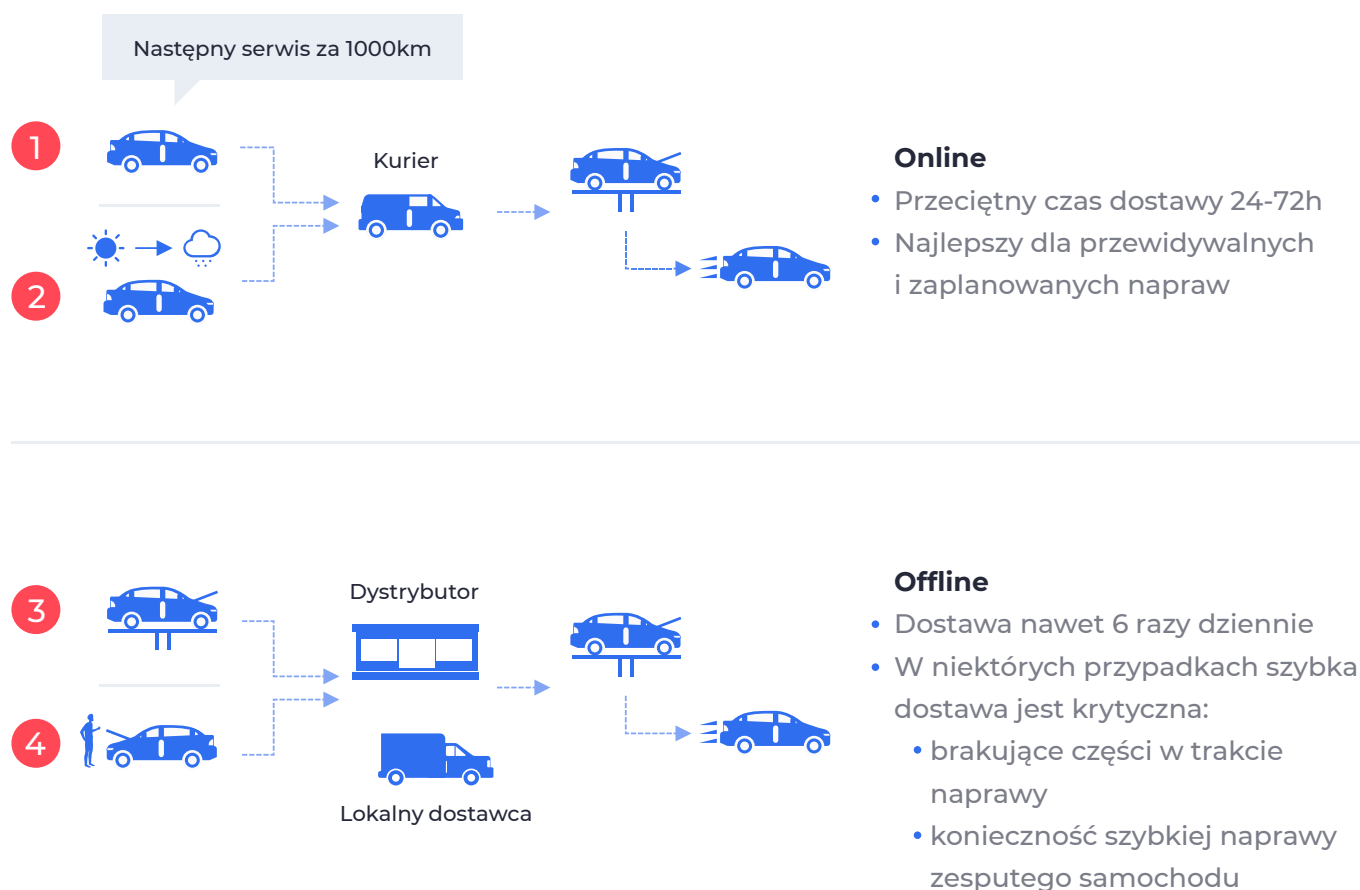 Następny serwis za 1000km
1
Kurier
2
Online
• Przeciętny czas dostawy 24-72h
• Najlepszy dla przewidywalnych
i zaplanowanych napraw
3
Dystrybutor
4
Lokalny dostawca
Offline
• Dostawa nawet 6 razy dziennie
• W niektórych przypadkach szybka
dostawa jest krytyczna:
• brakujące części w trakcie
naprawy
• konieczność szybkiej naprawy
zesputego samochodu